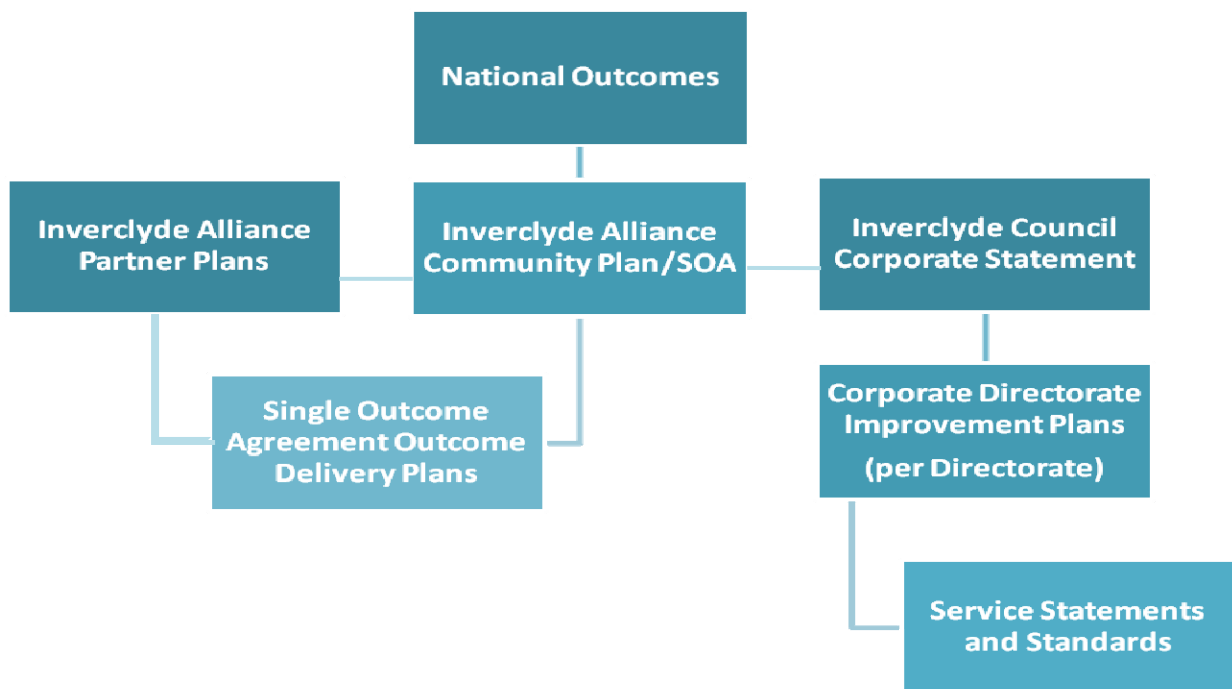 National Outcomes
Inverclyde Alliance
Partner Plans
Inverclyde Alliance
Community Plan/SOA
Inverclyde Council
Corporate Statement
Single Outcome
Agreement Outcome
Delivery Plans
Corporate Directorate
Improvement Plans
(per Directorate)
Service Statements
and Standards